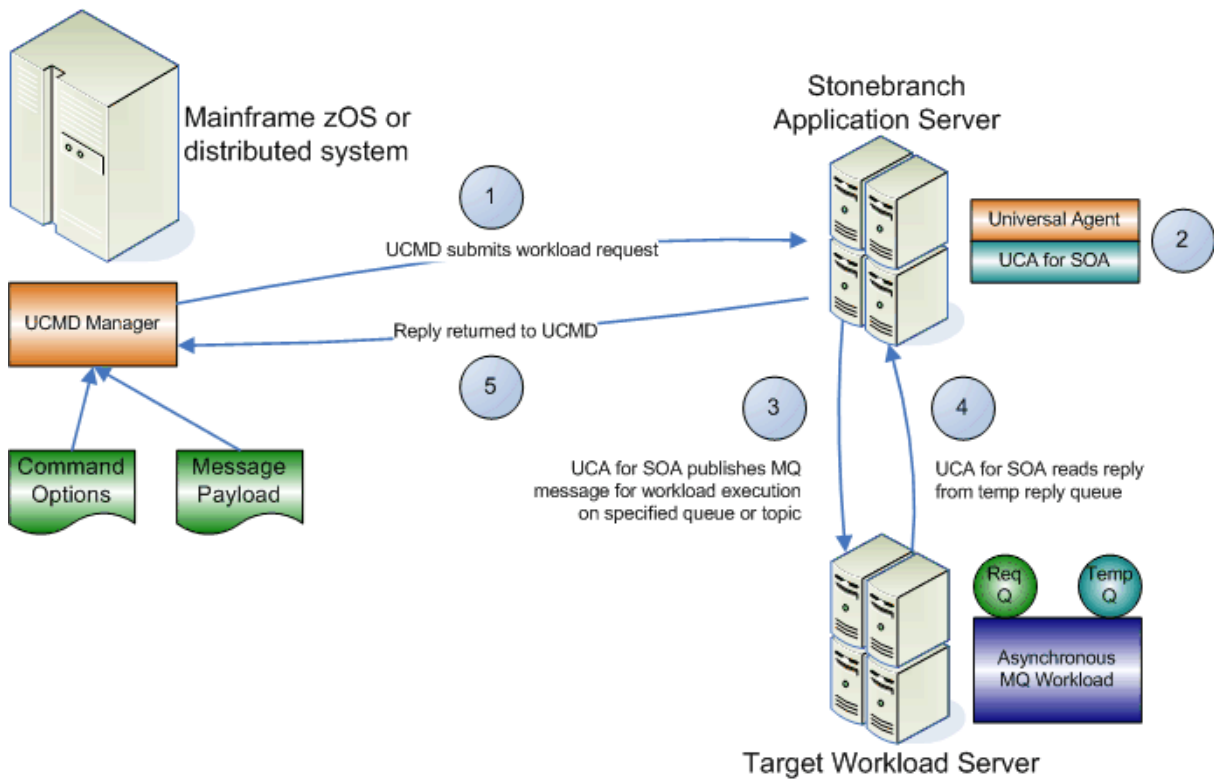 Mainframe zOS or
distributed system
Stonebranch
Application Server
1
UCMD submits workload request
Universal Agent
UCA for SOA
2
UCMD Manager
Reply returned to UCMD
5
3
4
Command
Options
Message
Payload
UCA for SOA publishes MQ
message for workload execution
on specified queue or topic
UCA for SOA reads reply
from temp reply queue
Req
Q
Temp
Q
Asynchronous
MQ Workload
Target Workload Server